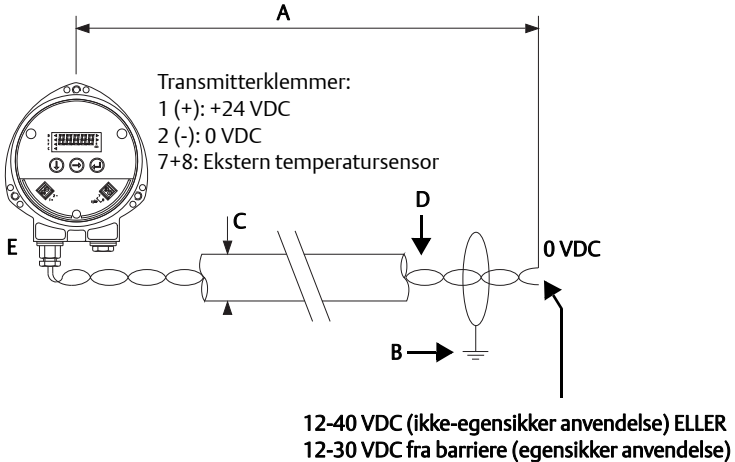 A
Transmitterklemmer:
1 (+): +24 VDC
2 (-): 0 VDC
7+8: Ekstern temperatursensor
D
C
E
0 VDC
B
12-40 VDC (ikke-egensikker anvendelse) ELLER
12-30 VDC fra barriere (egensikker anvendelse)